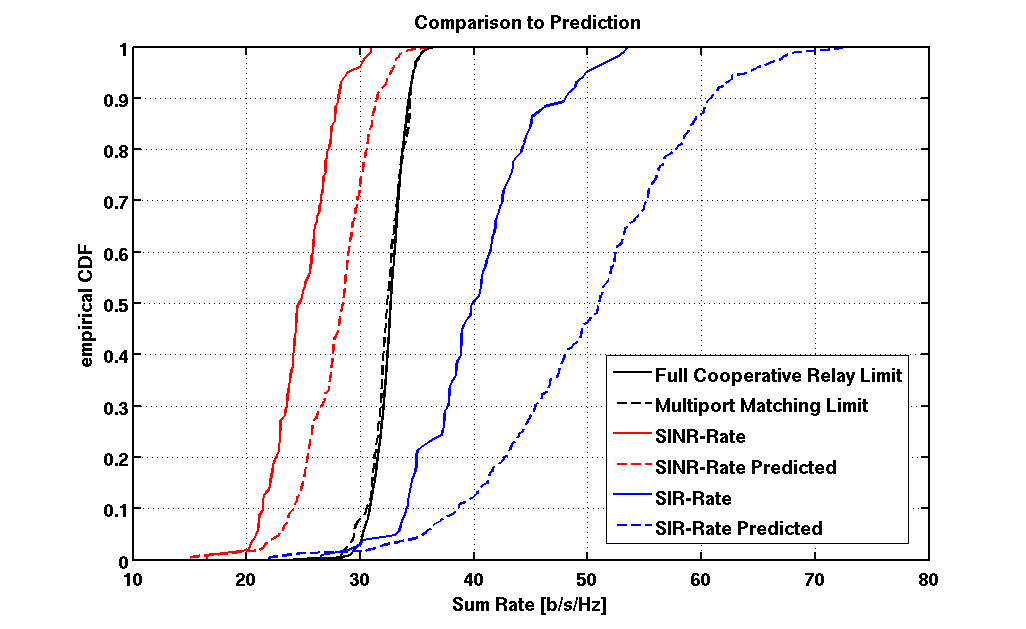 Comparison to Prediction
empirical CDF
1
0.9
0.8
0.7
0.6
0.5
0.4
0.3
0.2
0.1
0
10 20 30 40 50 60 70 80
Sum Rate [b/s/Hz]
Full Cooperative Relay Limit
Multiport Matching Limit
SINR-Rate
SINR-Rate Predicted
SIR-Rate
SIR-Rate Predicted